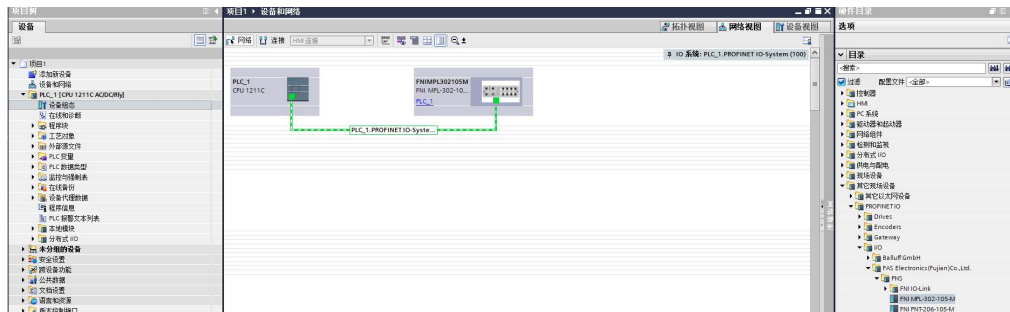 项目树
设备
项目1
添加新设备
设备和网络
PLC_1 [CPU 1211C AC/DC/Rly]
设备组态
在线和诊断
程序块
工艺对象
外部源文件
PLC 变量
PLC 数据类型
监控与强制表
在线备份
设备代理数据
程序信息
PLC 报警文本列表
本地模块
分布式 I/O
未分组的设备
安全设置
跨设备功能
公共数据
文档设置
语言和资源
版本控制接口
项目1 › 设备和网络
拓扑视图 网络视图 设备视图
网络 连接 HMI 连接
IO 系统: PLC_1.PROFINET IO-System (100)
PLC_1
CPU 1211C
FNIMPL302105M
FNI MPL-302-10...
PLC_1
PLC_1.PROFINET IO-Syste...
硬件目录
选项
目录
<搜索>
过滤 配置文件 <全部>
控制器
HMI
PC 系统
驱动器和起动器
网络组件
检测和监视
分布式 I/O
供电与配电
现场设备
其它现场设备
其它以太网设备
PROFINET IO
Drives
Encoders
Gateway
I/O
Balluff GmbH
FAS Electronics(Fujian)Co.,Ltd.
PNS
FNI IO-Link
FNI MPL-302-105-M
FNI PNT-206-105-M